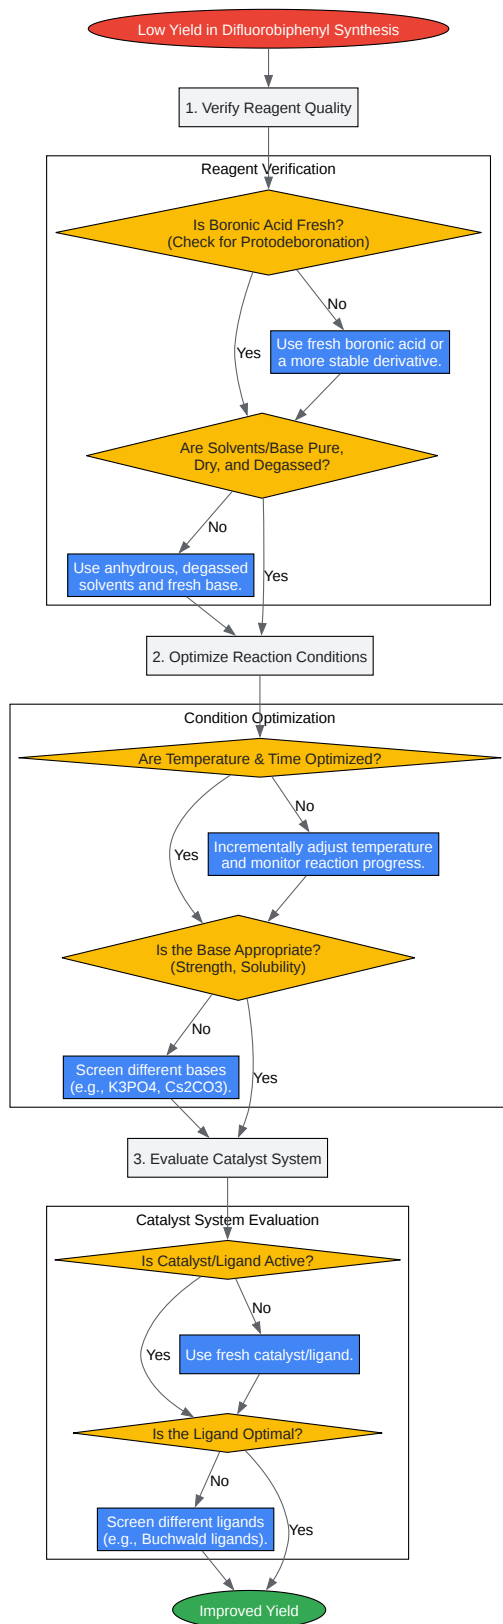 Low Yield in Difluorobiphenyl Synthesis
1. Verify Reagent Quality
Reagent Verification
Is Boronic Acid Fresh?
(Check for Protodeboronation)
No
Use fresh boronic acid or
a more stable derivative.
Yes
Are Solvents/Base Pure,
Dry, and Degassed?
No
Use anhydrous, degassed
solvents and fresh base.
Yes
2. Optimize Reaction Conditions
Condition Optimization
Are Temperature & Time Optimized?
No
Incrementally adjust temperature
and monitor reaction progress.
Yes
Is the Base Appropriate?
(Strength, Solubility)
No
Screen different bases
(e.g., K3PO4, Cs2CO3).
Yes
3. Evaluate Catalyst System
Catalyst System Evaluation
Is Catalyst/Ligand Active?
No
Use fresh catalyst/ligand.
Yes
Is the Ligand Optimal?
No
Screen different ligands
(e.g., Buchwald ligands).
Yes
Improved Yield